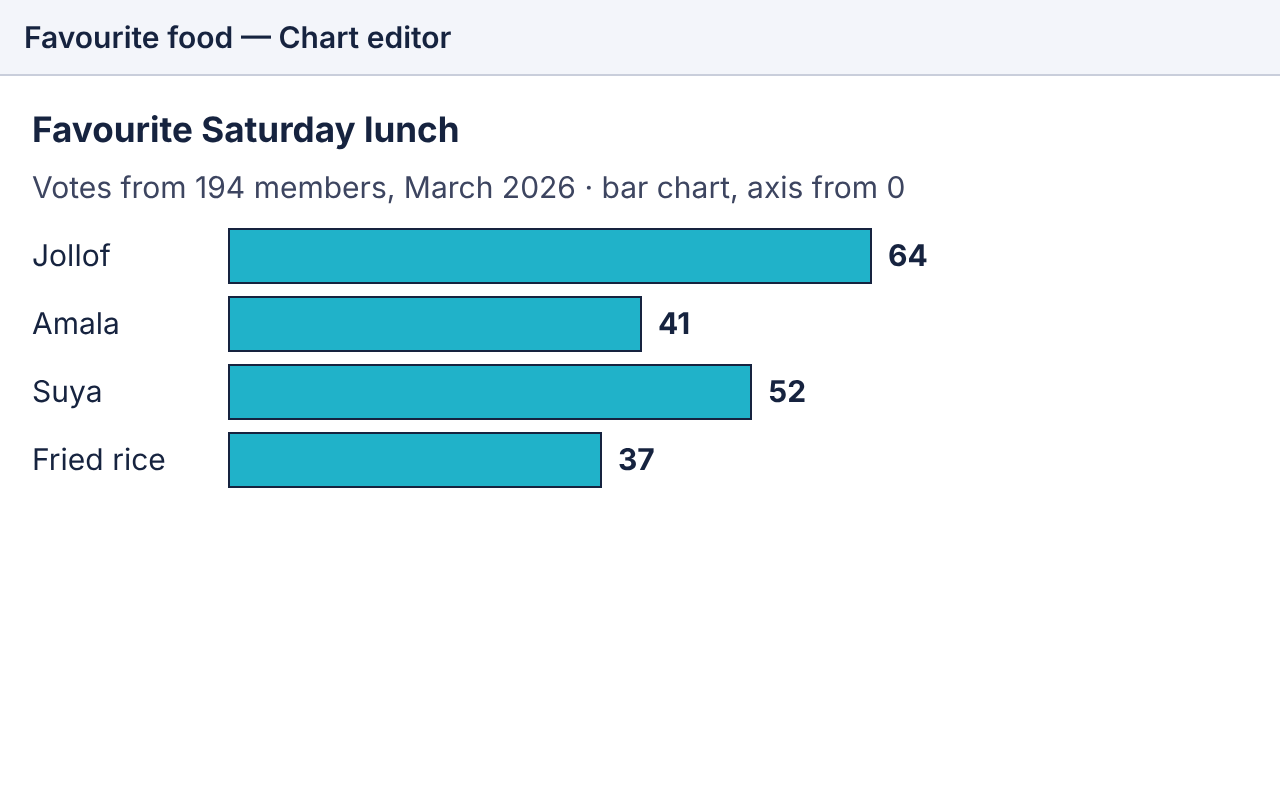 Favourite food — Chart editor
Favourite Saturday lunch
Votes from 194 members, March 2026 · bar chart, axis from 0
Jollof 64
Amala 41
Suya 52
Fried rice 37